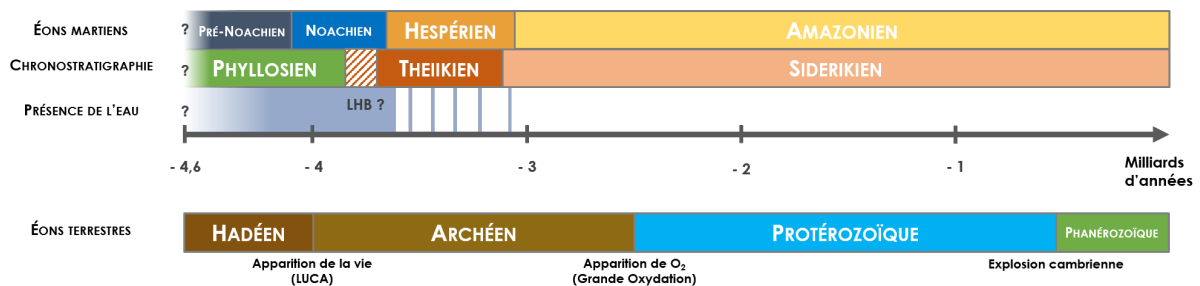 Éons martiens
? Pré-Noachien Noachien Hespérien Amazonien
Chronostratigraphie
? Phyllosien Theiikien Siderikien
Présence de l'eau
? LHB ?
- 4,6 - 4 - 3 - 2 - 1 Milliards
d'années
Éons terrestres
Hadéen Archéen Protérozoïque Phanérozoïque
Apparition de la vie
(LUCA)
Apparition de O₂
(Grande Oxydation)
Explosion cambrienne